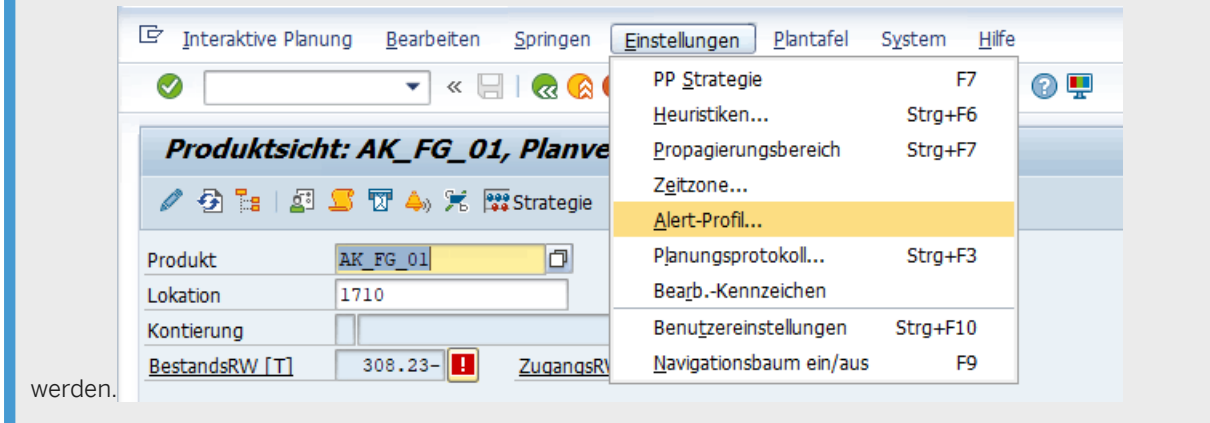 Interaktive Planung Bearbeiten Springen Einstellungen Plantafel System Hilfe
PP Strategie F7
Heuristiken... Strg+F6
Propagierungsbereich Strg+F7
Zeitzone...
Alert-Profil...
Planungsprotokoll... Strg+F3
Bearb.-Kennzeichen
Benutzereinstellungen Strg+F10
Navigationsbaum ein/aus F9
Produktsicht: AK_FG_01, Planve
Strategie
Produkt AK_FG_01
Lokation 1710
Kontierung
BestandsRW [T] 308.23- ZugangsRW
werden.